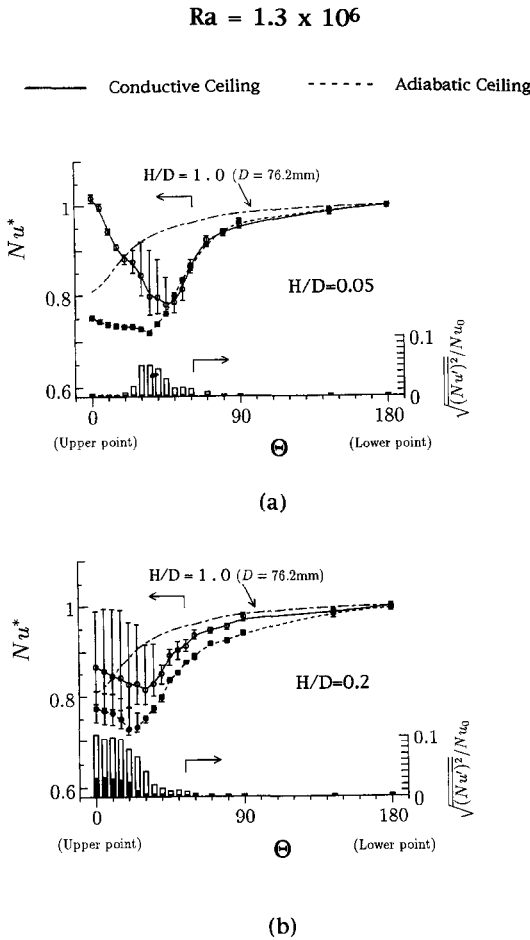 Ra = 1.3 x 10⁶
Conductive Ceiling
Adiabatic Ceiling
H/D = 1.0 (D = 76.2mm)
1
Nu*
0.8
0.6
H/D=0.05
0.1
0
√(Nu')²/Nu₀
0
90
180
(Upper point)
Θ
(Lower point)
(a)
H/D = 1.0 (D = 76.2mm)
1
Nu*
0.8
0.6
H/D=0.2
0.1
0
√(Nu')²/Nu₀
0
90
180
(Upper point)
Θ
(Lower point)
(b)